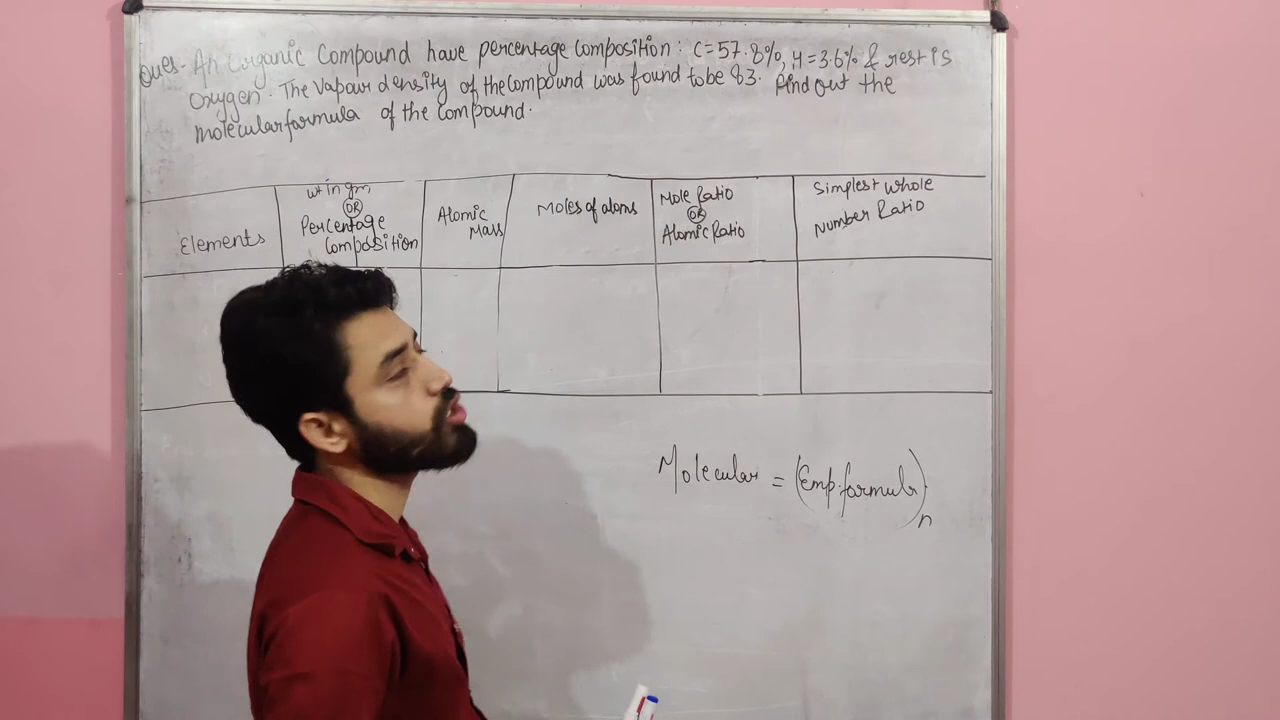 Ques- An Organic Compound have percentage composition: C=57.8%, H=3.6% & rest is
Oxygen. The Vapour density of the Compound was found to be 83. Find out the
molecular formula of the Compound.
Elements
wt in gm
OR
Percentage
Composition
Atomic
Mass
Moles of atoms
Mole Ratio
OR
Atomic Ratio
Simplest whole
Number Ratio
Molecular = (Emp. formula)n